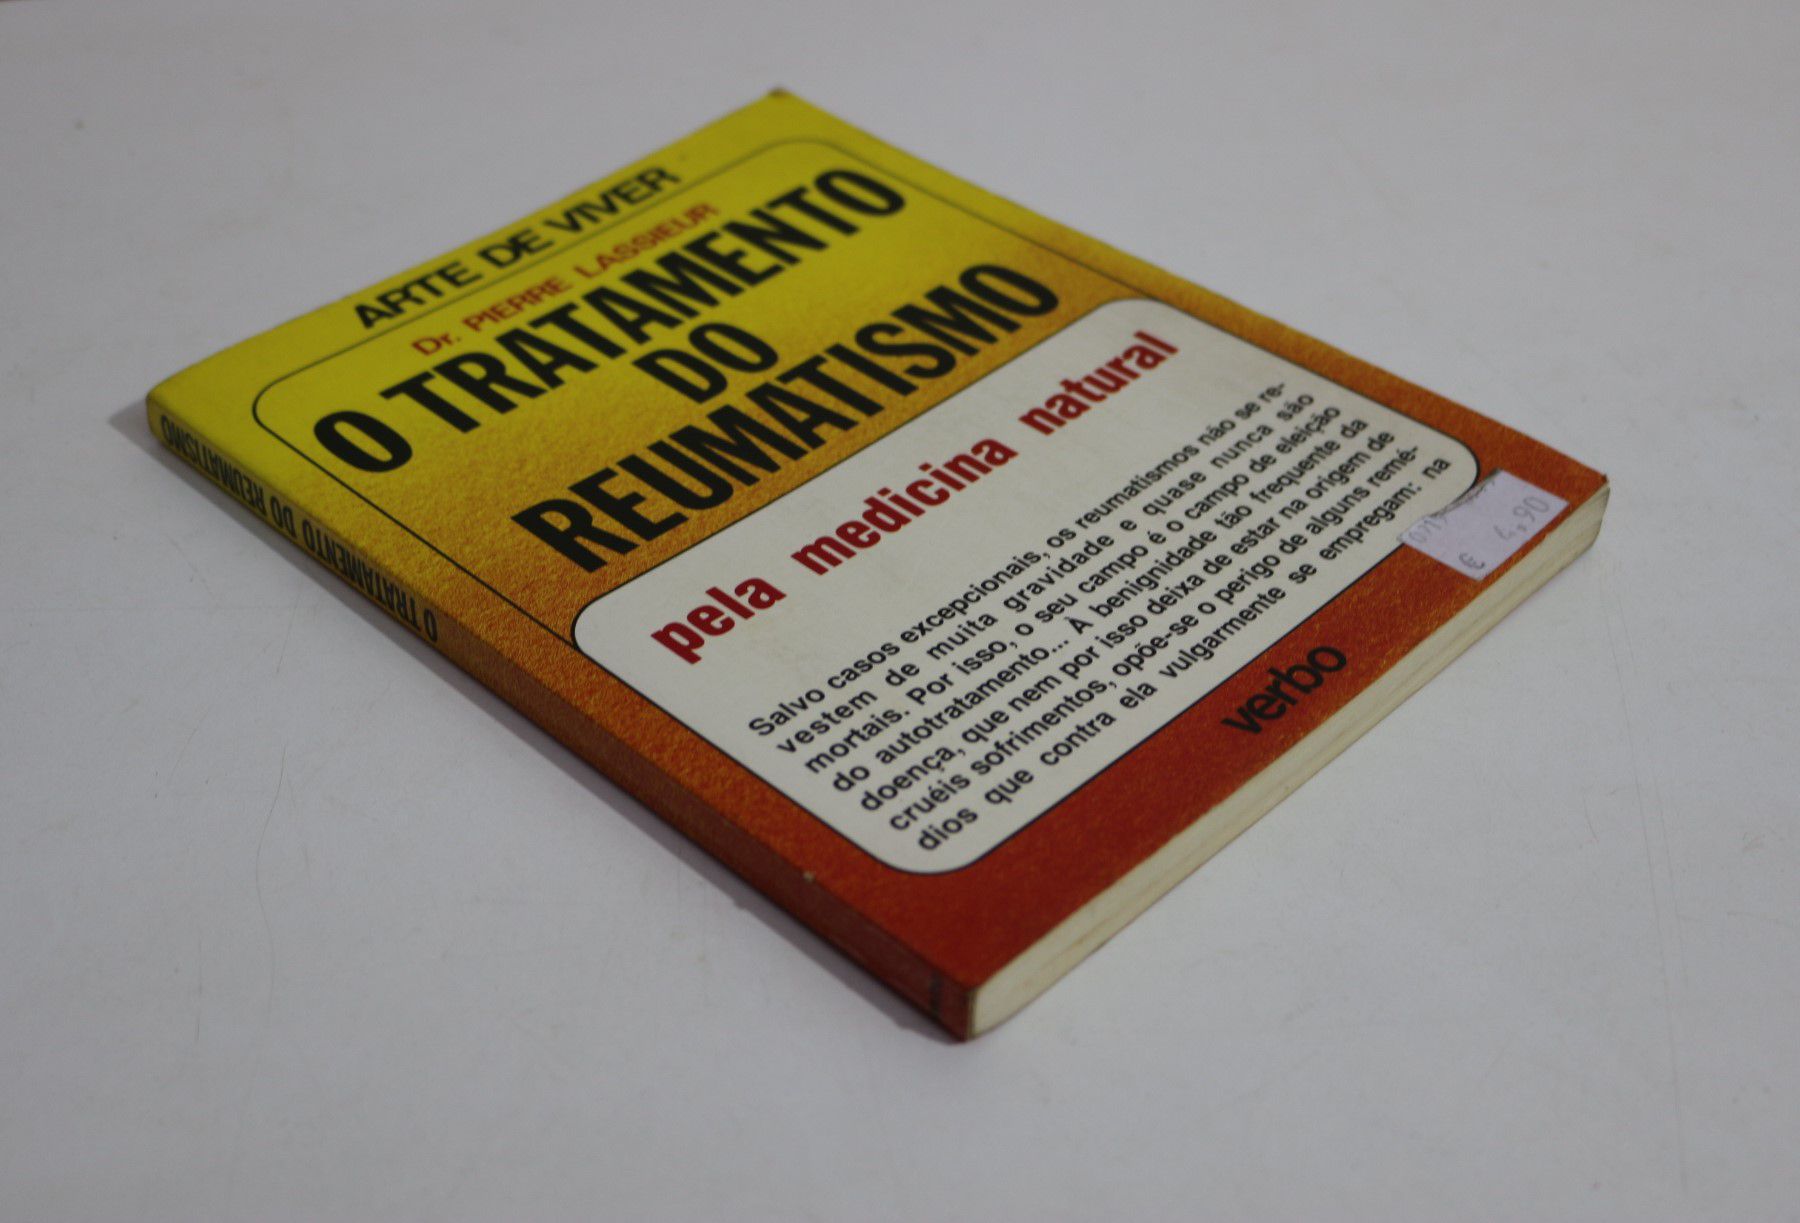 ARTE DE VIVER
Dr. PIERRE LASSIEUR
O TRATAMENTO
DO
REUMATISMO
pela medicina natural
Salvo casos excepcionais, os reumatismos não se re-
vestem de muita gravidade e quase nunca são
mortais. Por isso, o seu campo é o campo de eleição
do autotratamento... À benignidade tão frequente da
doença, que nem por isso deixa de estar na origem de
cruéis sofrimentos, opõe-se o perigo de alguns remé-
dios que contra ela vulgarmente se empregam: na
€ 4,90
verbo
O TRATAMENTO DO REUMATISMO